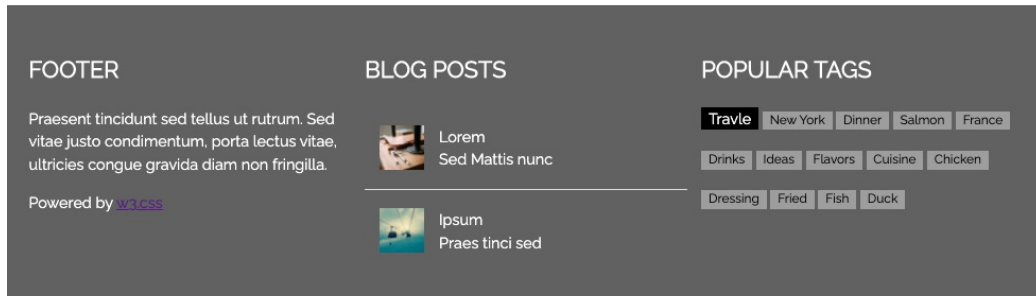 FOOTER
Praesent tincidunt sed tellus ut rutrum. Sed
vitae justo condimentum, porta lectus vitae,
ultricies congue gravida diam non fringilla.
Powered by w3.css
BLOG POSTS
Lorem
Sed Mattis nunc
Ipsum
Praes tinci sed
POPULAR TAGS
Travle New York Dinner Salmon France
Drinks Ideas Flavors Cuisine Chicken
Dressing Fried Fish Duck